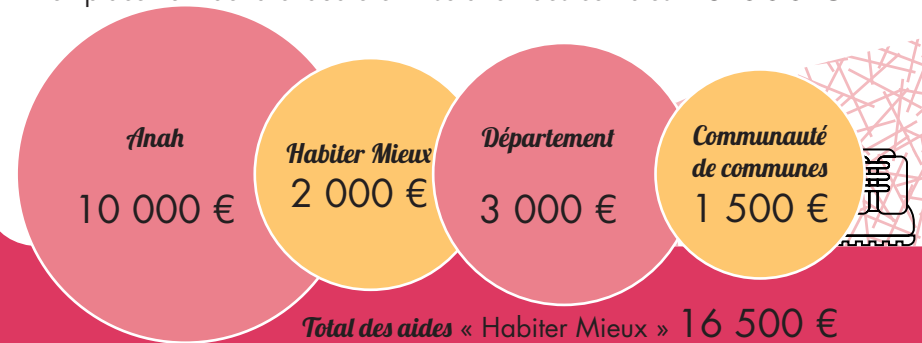 Anah
10 000 €
Habiter Mieux
2 000 €
Département
3 000 €
Communauté
de communes
1 500 €
Total des aides « Habiter Mieux » 16 500 €